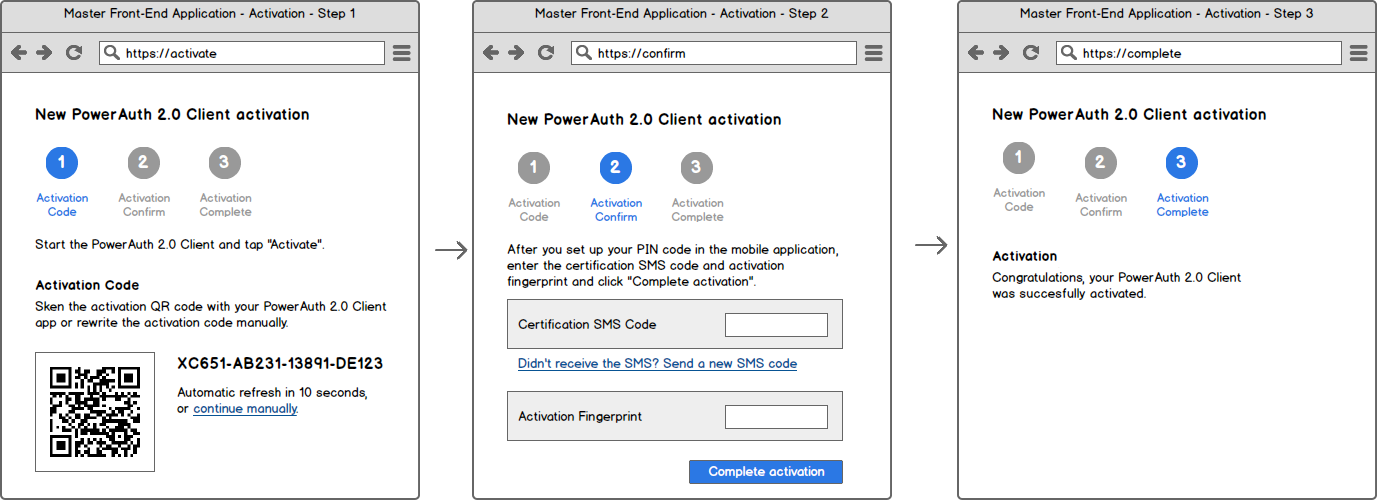 Master Front-End Application - Activation - Step 1
https://activate
New PowerAuth 2.0 Client activation
1
2
3
Activation
Code
Activation
Confirm
Activation
Complete
Start the PowerAuth 2.0 Client and tap "Activate".
Activation Code
Sken the activation QR code with your PowerAuth 2.0 Client
app or rewrite the activation code manually.
XC651-AB231-13891-DE123
Automatic refresh in 10 seconds,
or continue manually.
Master Front-End Application - Activation - Step 2
https://confirm
New PowerAuth 2.0 Client activation
1
2
3
Activation
Code
Activation
Confirm
Activation
Complete
After you set up your PIN code in the mobile application,
enter the certification SMS code and activation
fingerprint and click "Complete activation".
Certification SMS Code
Didn't receive the SMS? Send a new SMS code
Activation Fingerprint
Complete activation
Master Front-End Application - Activation - Step 3
https://complete
New PowerAuth 2.0 Client activation
1
2
3
Activation
Code
Activation
Confirm
Activation
Complete
Activation
Congratulations, your PowerAuth 2.0 Client
was succesfully activated.